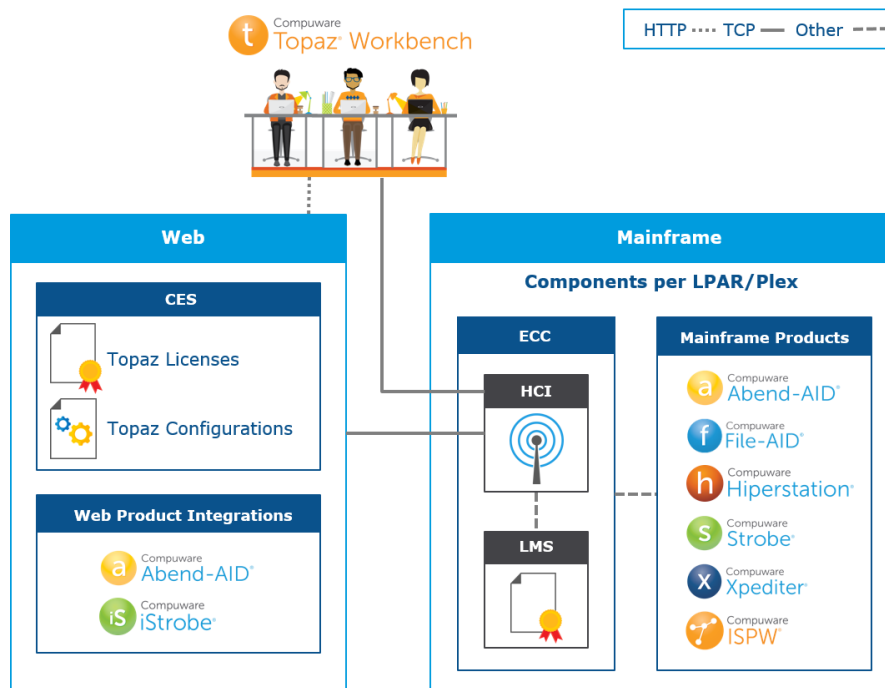 Compuware
Topaz® Workbench
HTTP TCP Other
Web
Mainframe
CES
Topaz Licenses
Topaz Configurations
Web Product Integrations
a
Compuware
Abend-AID®
iS
Compuware
iStrobe®
Components per LPAR/Plex
ECC
HCI
LMS
Mainframe Products
a
Compuware
Abend-AID®
f
Compuware
File-AID®
h
Compuware
Hiperstation®
s
Compuware
Strobe®
x
Compuware
Xpediter®
Compuware
ISPW®